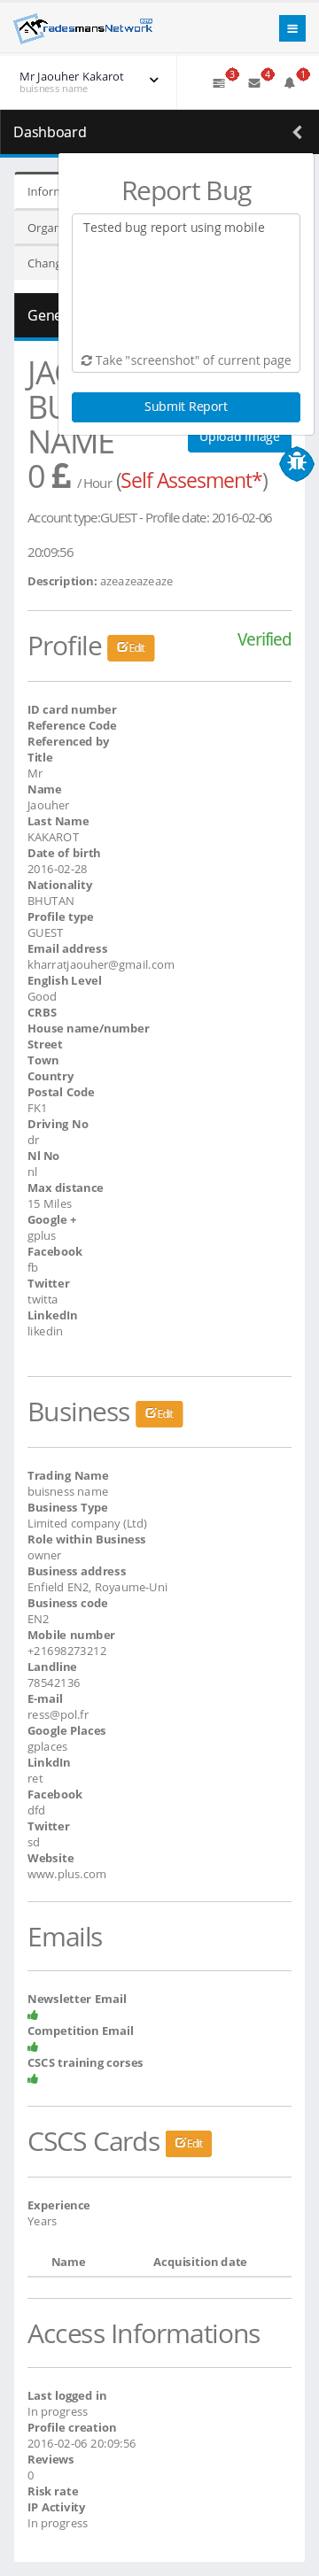 TradesmansNetwork
Mr Jaouher Kakarot
buisness name
3
4
1
Dashboard
Report Bug
Tested bug report using mobile
Take "screenshot" of current page
Submit Report
Upload Image
NAME
0 £ / Hour (Self Assesment*)
Account type:GUEST - Profile date: 2016-02-06
20:09:56
Description: azeazeazeaze
Profile Edit
Verified
ID card number
Reference Code
Referenced by
Title
Mr
Name
Jaouher
Last Name
KAKAROT
Date of birth
2016-02-28
Nationality
BHUTAN
Profile type
GUEST
Email address
kharratjaouher@gmail.com
English Level
Good
CRBS
House name/number
Street
Town
Country
Postal Code
FK1
Driving No
dr
Nl No
nl
Max distance
15 Miles
Google +
gplus
Facebook
fb
Twitter
twitta
LinkedIn
likedin
Business Edit
Trading Name
buisness name
Business Type
Limited company (Ltd)
Role within Business
owner
Business address
Enfield EN2, Royaume-Uni
Business code
EN2
Mobile number
+21698273212
Landline
78542136
E-mail
ress@pol.fr
Google Places
gplaces
LinkdIn
ret
Facebook
dfd
Twitter
sd
Website
www.plus.com
Emails
Newsletter Email
Competition Email
CSCS training corses
CSCS Cards Edit
Experience
Years
Name Acquisition date
Access Informations
Last logged in
In progress
Profile creation
2016-02-06 20:09:56
Reviews
0
Risk rate
IP Activity
In progress